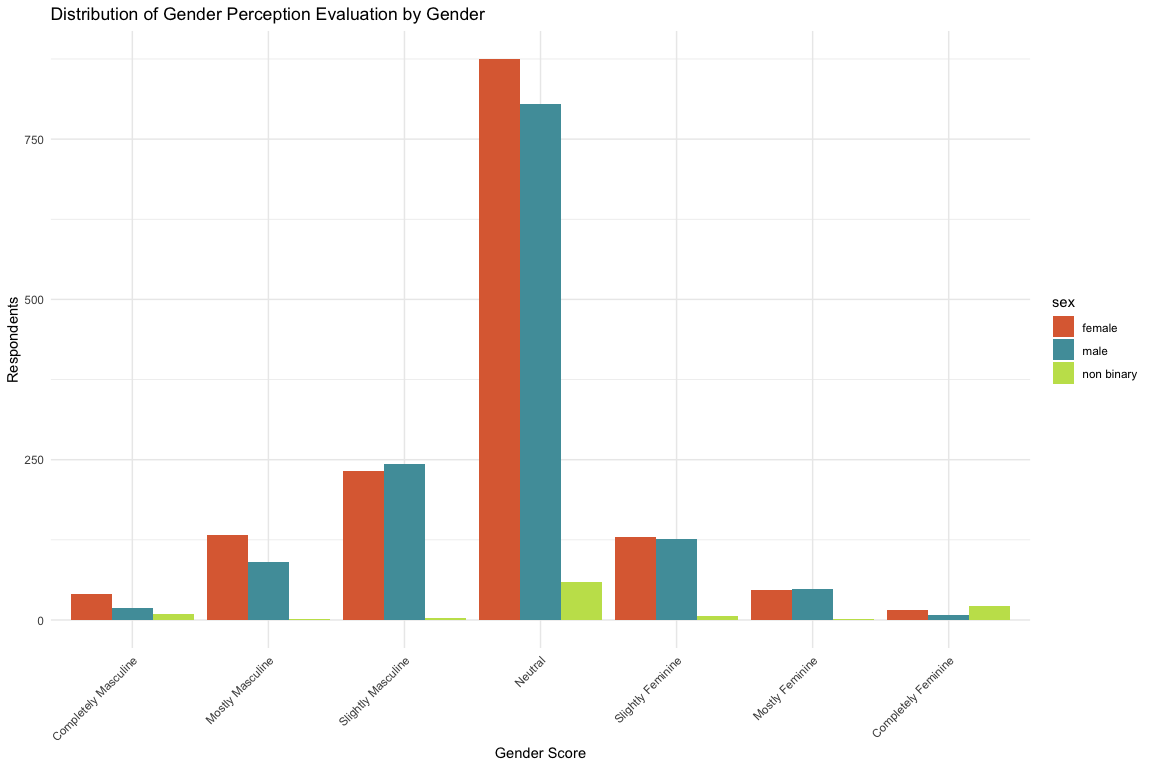 Distribution of Gender Perception Evaluation by Gender
Respondents
750
500
250
0
Completely Masculine
Mostly Masculine
Slightly Masculine
Neutral
Slightly Feminine
Mostly Feminine
Completely Feminine
Gender Score
sex
female
male
non binary